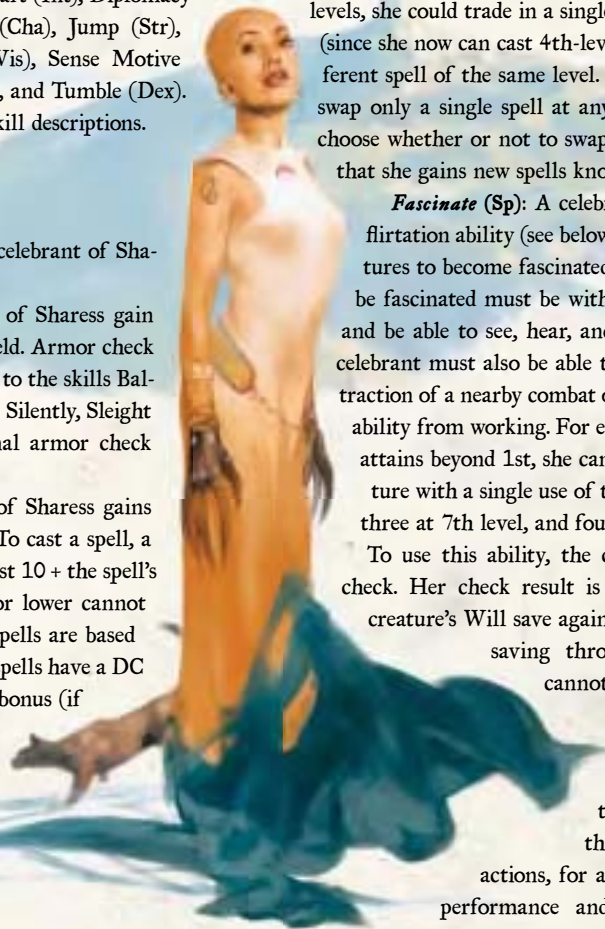 art (Int), Diplomacy
(Cha), Jump (Str),
Wis), Sense Motive
, and Tumble (Dex).
kill descriptions.
celebrant of Sha-
of Sharess gain
eld. Armor check
to the skills Bal-
Silently, Sleight
nal armor check
of Sharess gains
To cast a spell, a
st 10 + the spell's
or lower cannot
pells are based
spells have a DC
bonus (if
levels, she could trade in a singl
(since she now can cast 4th-lev
ferent spell of the same level.
swap only a single spell at any
choose whether or not to swap
that she gains new spells kno
Fascinate (Sp): A celebr
flirtation ability (see below
tures to become fascinated
be fascinated must be with
and be able to see, hear, and
celebrant must also be able t
traction of a nearby combat o
ability from working. For e
attains beyond 1st, she can
ture with a single use of t
three at 7th level, and fou
To use this ability, the c
check. Her check result is
creature's Will save again
saving thro
cannot
t
th
actions, for a
performance and